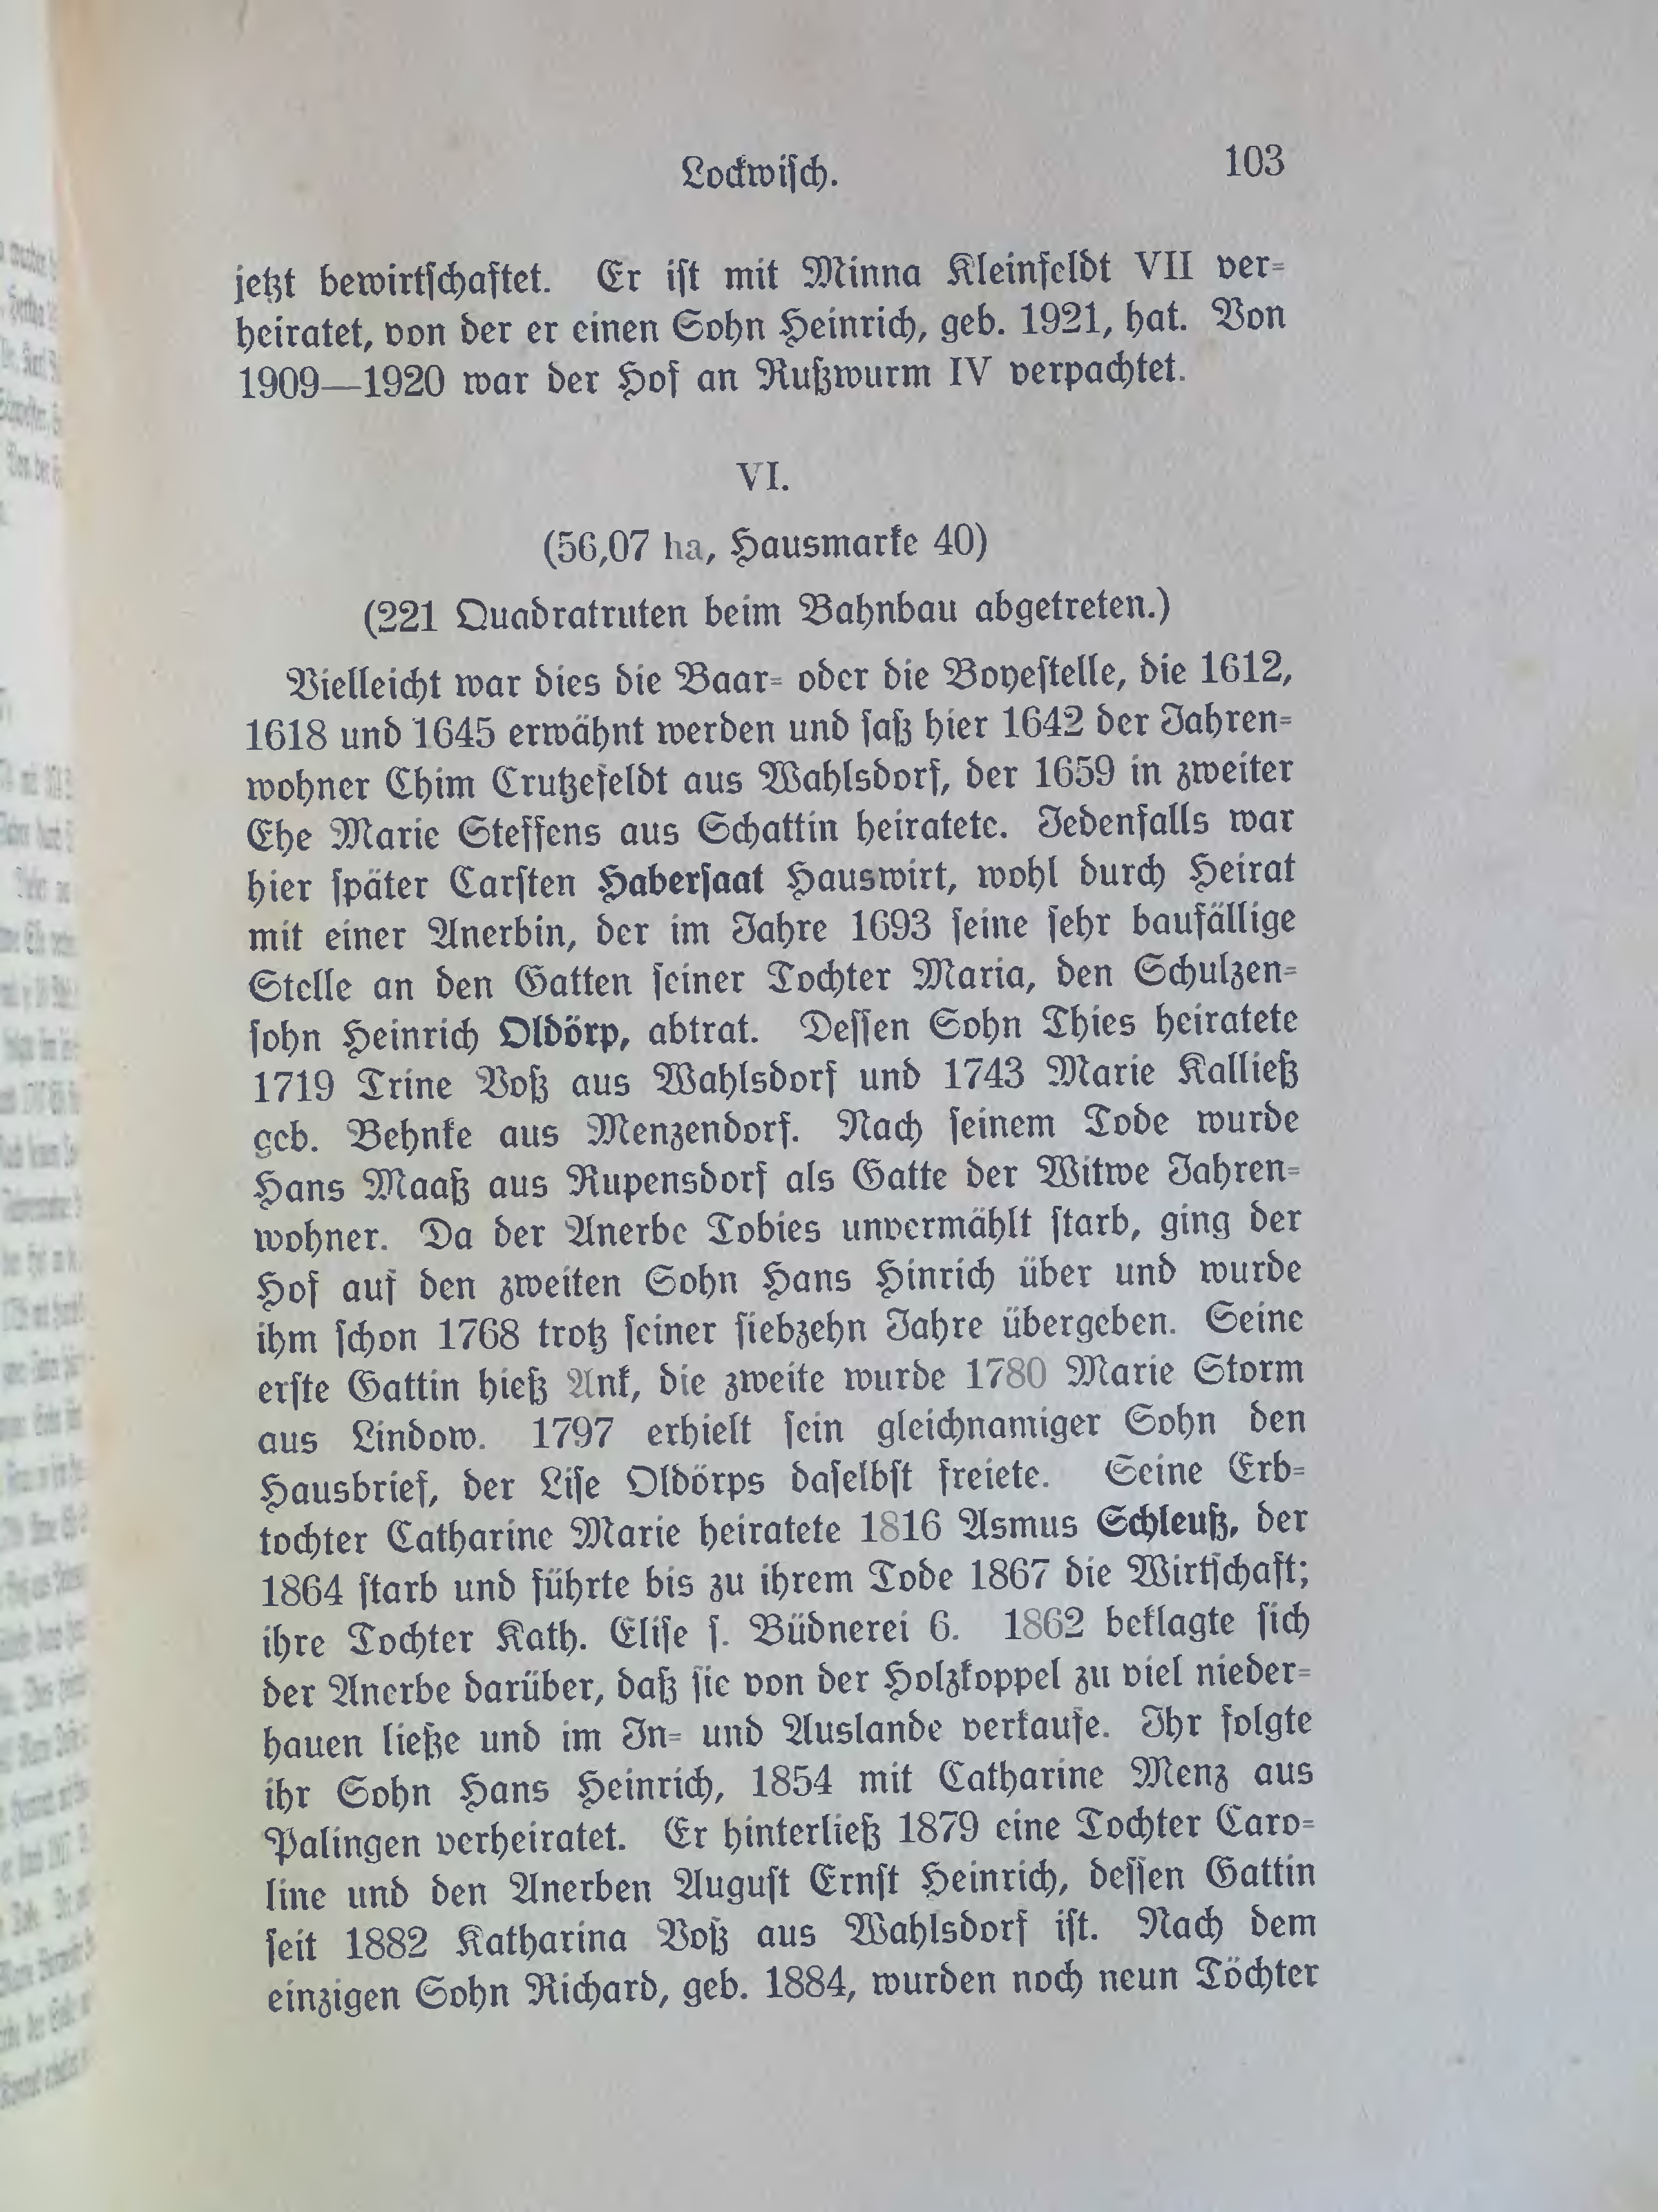 Lockwisch.
103
jetzt bewirtschaftet. Er ist mit Minna Kleinfeldt VII ver-
heiratet, von der er einen Sohn Heinrich, geb. 1921, hat. Von
1909—1920 war der Hof an Rußwurm IV verpachtet.
VI.
(56,07 ha, Hausmarke 40)
(221 Quadratruten beim Bahnbau abgetreten.)
Vielleicht war dies die Baar- oder die Boyestelle, die 1612,
1618 und 1645 erwähnt werden und saß hier 1642 der Jahren-
wohner Chim Crutzefeldt aus Wahlsdorf, der 1659 in zweiter
Ehe Marie Steffens aus Schattin heiratete. Jedenfalls war
hier später Carsten Habersaat Hauswirt, wohl durch Heirat
mit einer Anerbin, der im Jahre 1693 seine sehr baufällige
Stelle an den Gatten seiner Tochter Maria, den Schulzen-
sohn Heinrich Oldörp, abtrat. Dessen Sohn Thies heiratete
1719 Trine Voß aus Wahlsdorf und 1743 Marie Kalließ
geb. Behnke aus Menzendorf. Nach seinem Tode wurde
Hans Maaß aus Rupensdorf als Gatte der Witwe Jahren-
wohner. Da der Anerbe Tobies unvermählt starb, ging der
Hof auf den zweiten Sohn Hans Hinrich über und wurde
ihm schon 1768 trotz seiner siebzehn Jahre übergeben. Seine
erste Gattin hieß Ank, die zweite wurde 1780 Marie Storm
aus Lindow. 1797 erhielt sein gleichnamiger Sohn den
Hausbrief, der Lise Oldörps daselbst freiete. Seine Erb-
tochter Catharine Marie heiratete 1816 Asmus Schleuß, der
1864 starb und führte bis zu ihrem Tode 1867 die Wirtschaft;
ihre Tochter Kath. Elise s. Büdnerei 6. 1862 beklagte sich
der Anerbe darüber, daß sie von der Holzkoppel zu viel nieder-
hauen ließe und im In- und Auslande verkaufe. Ihr folgte
ihr Sohn Hans Heinrich, 1854 mit Catharine Menz aus
Palingen verheiratet. Er hinterließ 1879 eine Tochter Caro-
line und den Anerben August Ernst Heinrich, dessen Gattin
seit 1882 Katharina Voß aus Wahlsdorf ist. Nach dem
einzigen Sohn Richard, geb. 1884, wurden noch neun Töchter